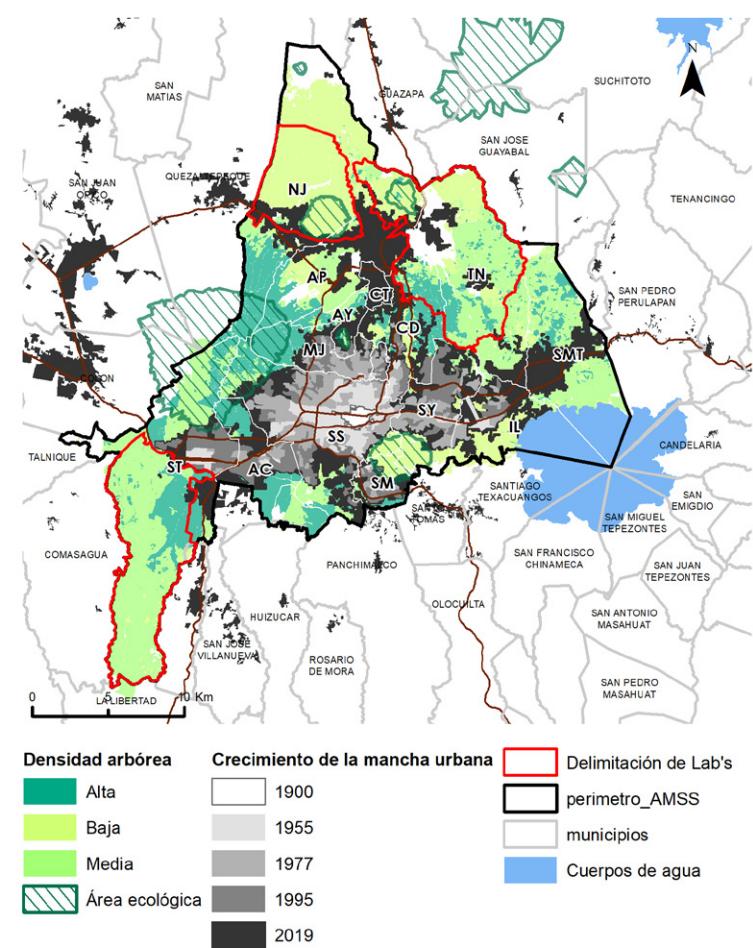 N
SAN
MATIAS
GUAZAPA
SUCHITOTO
SAN JOSE
GUAYABAL
QUEZALTEPEQUE
SAN JUAN
OPICO
NJ
TENANCINGO
TN
AP
CT
SAN PEDRO
PERULAPAN
AY
CD
MJ
SMT
COLON
SY
IL
SS
CANDELARIA
TALNIQUE
ST
AC
SM
SANTIAGO
TEXACUANGOS
SAN
EMIGDIO
TOMAS
SAN MIGUEL
TEPEZONTES
COMASAGUA
PANCHIMALCO
SAN FRANCISCO
CHINAMECA
SAN JUAN
TEPEZONTES
OLOCUILTA
HUIZUCAR
SAN ANTONIO
MASAHUAT
SAN JOSE
VILLANUEVA
ROSARIO
DE MORA
SAN PEDRO
MASAHUAT
0 5 10 Km
LA LIBERTAD
Densidad arbórea
Alta
Baja
Media
Área ecológica
Crecimiento de la mancha urbana
1900
1955
1977
1995
2019
Delimitación de Lab's
perimetro_AMSS
municipios
Cuerpos de agua